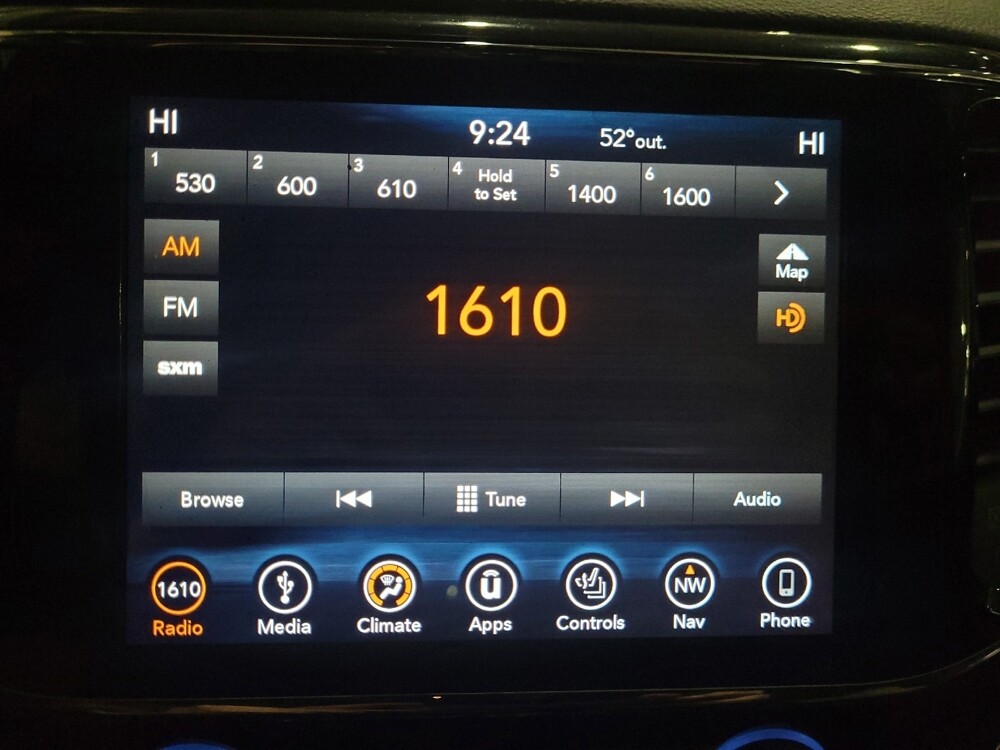 HI 9:24 52°out. HI
1 530 2 600 3 610 4 Hold to Set 5 1400 6 1600
AM
Map
1610
FM
HD
sxm
Browse Tune Audio
1610 NW
Radio Media Climate Apps Controls Nav Phone